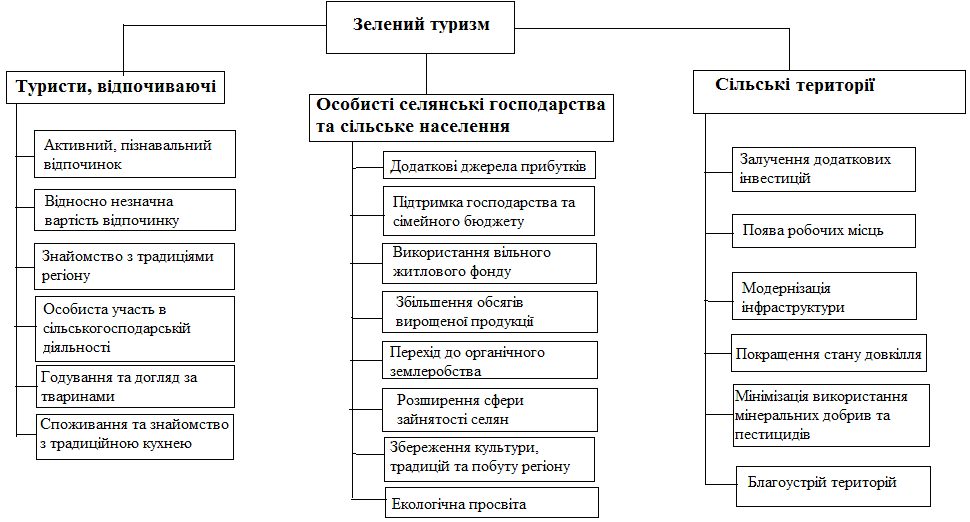 Зелений туризм
Туристи, відпочиваючі
Активний, пізнавальний
відпочинок
Відносно незначна
вартість відпочинку
Знайомство з традиціями
регіону
Особиста участь в
сільськогосподарській
діяльності
Годування та догляд за
тваринами
Споживання та знайомство
з традиційною кухнею
Особисті селянські господарства
та сільське населення
Додаткові джерела прибутків
Підтримка господарства та
сімейного бюджету
Використання вільного
житлового фонду
Збільшення обсягів
вирощеної продукції
Перехід до органічного
землеробства
Розширення сфери
зайнятості селян
Збереження культури,
традицій та побуту регіону
Екологічна просвіта
Сільські території
Залучення додаткових
інвестицій
Поява робочих місць
Модернізація
інфраструктури
Покращення стану довкілля
Мінімізація використання
мінеральних добрив та
пестицидів
Благоустрій територій